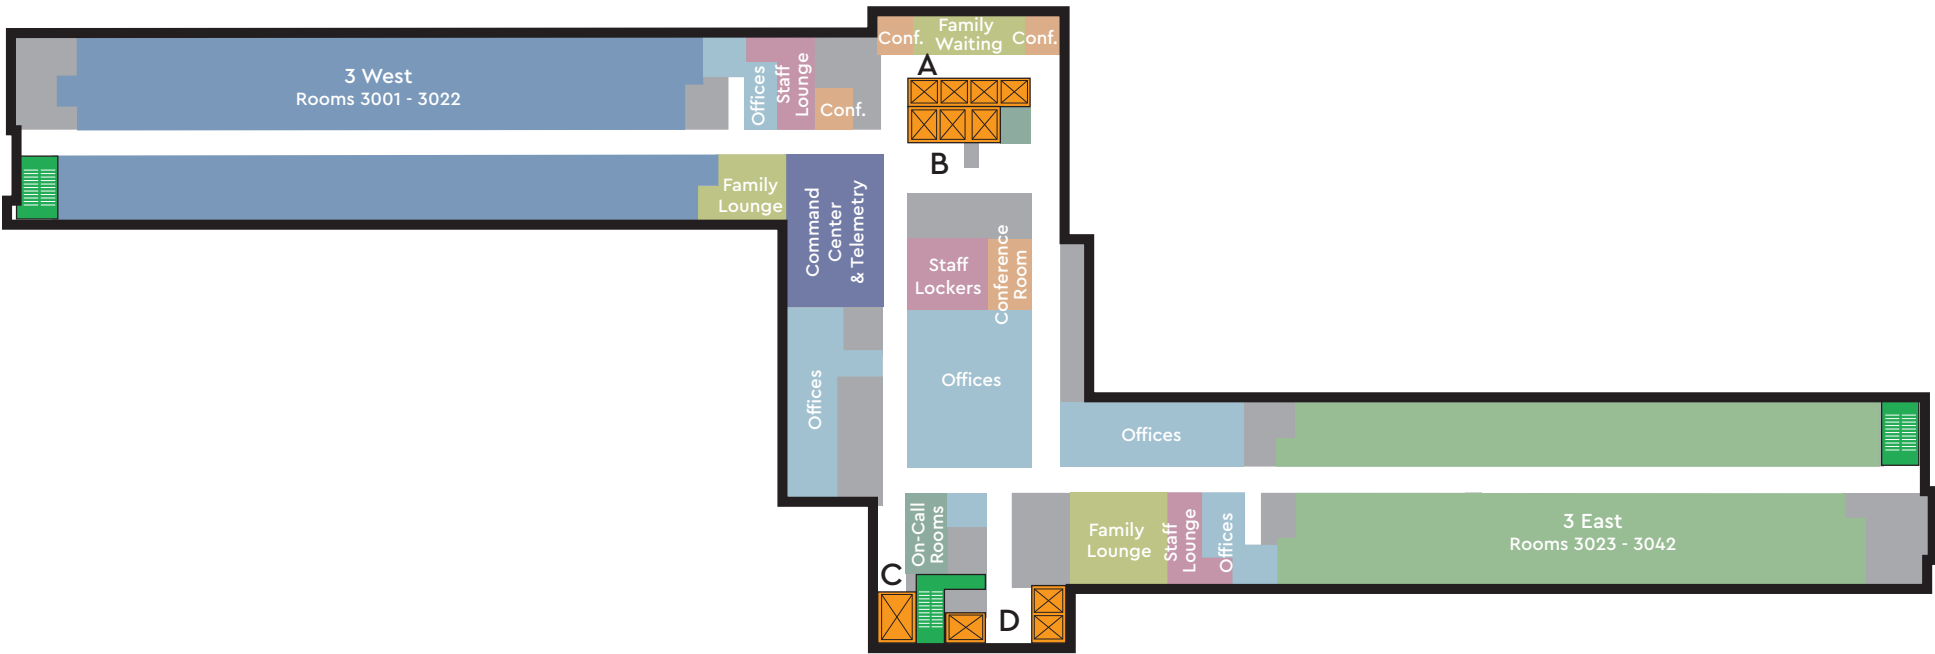 Conf.
Family
Waiting
Conf.
A
3 West
Rooms 3001 - 3022
Offices
Staff
Lounge
Conf.
B
Family
Lounge
Command
Center
& Telemetry
Staff
Lockers
Conference
Room
Offices
Offices
Offices
On-Call
Rooms
Family
Lounge
Staff
Lounge
Offices
3 East
Rooms 3023 - 3042
C
D